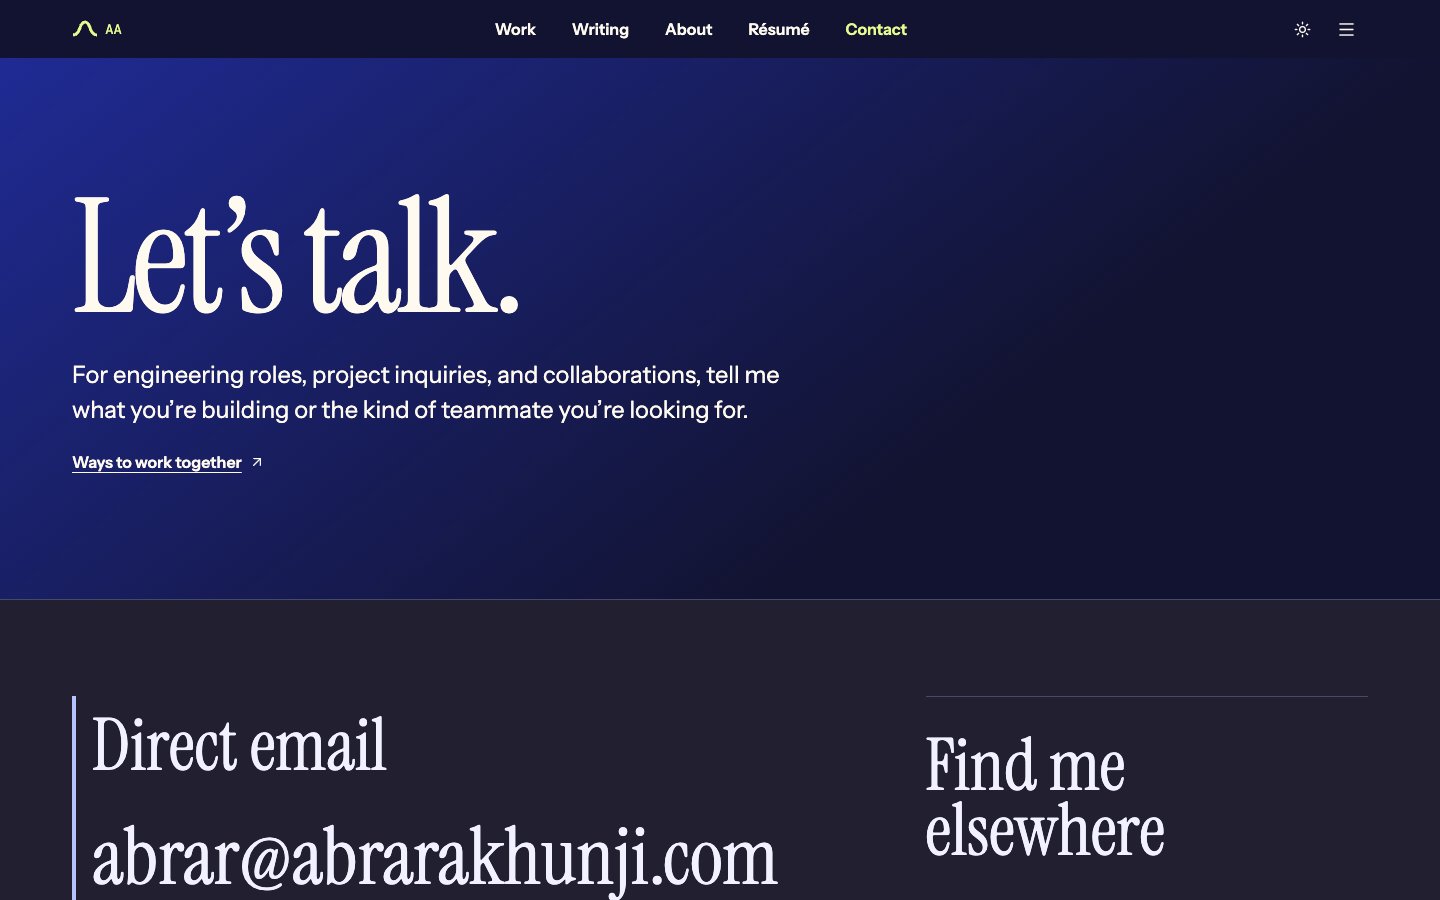 AA
Work Writing About Résumé Contact
Let’s talk.
For engineering roles, project inquiries, and collaborations, tell me
what you’re building or the kind of teammate you’re looking for.
Ways to work together
Direct email
abrar@abrarakhunji.com
Find me
elsewhere